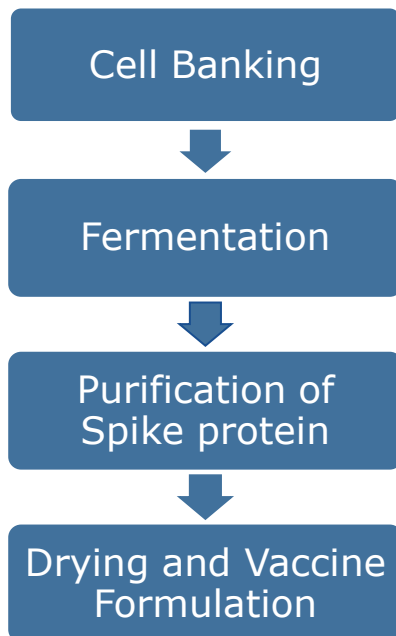 Cell Banking
Fermentation
Purification of
Spike protein
Drying and Vaccine
Formulation